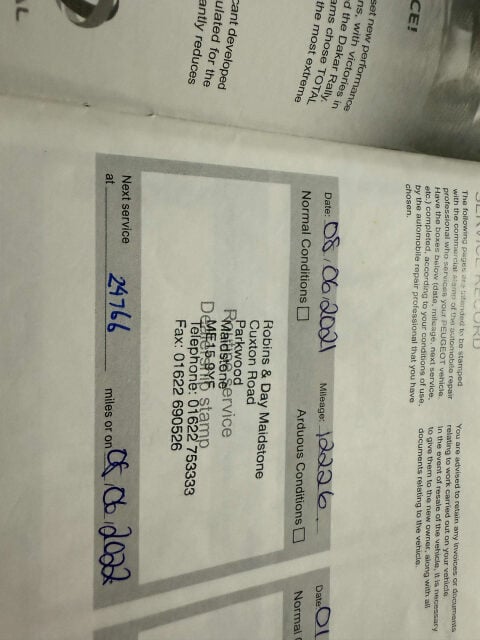 CE!
set new performance
ns, with victories
d the Dakar Rally.
ams chose TOTAL
the most extreme
cant developed
ulated for the
antly reduces
AL
SERVICE RECORD
The following pages are intended to be stamped
with the commercial stamp of the automobile repair
professional who services your PEUGEOT vehicle.
Have the boxes below (date, mileage, next service,
etc.) completed, according to your conditions of use,
by the automobile repair professional that you have
chosen.
You are advised to retain any invoices or documents
relating to work carried out on your vehicle.
In the event of resale of the vehicle, it is necessary
to give them to the new owner, along with all
documents relating to the vehicle.
Date: 08.06.2021 Mileage: 12226
Normal Conditions Arduous Conditions
Robins & Day Maidstone
Cuxton Road
Parkwood
Maidstone
service
ME15 9YF
Dealership stamp
Telephone: 01622 753333
Fax: 01622 690526
Next service
at 24766 miles or on 08.06.2022
Date: 01
Normal